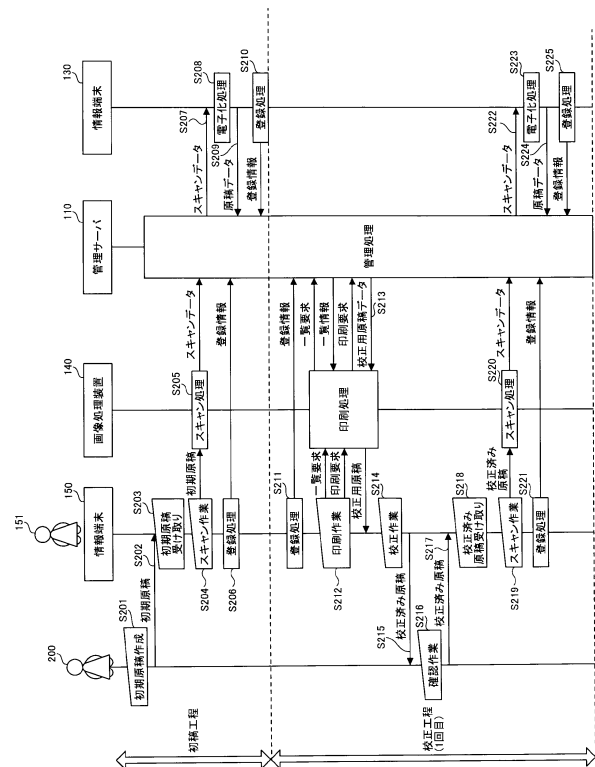 200
151
情報端末
150
画像処理装置
140
管理サーバ
110
情報端末
130
初稿工程
校正工程
(1回目)
初期原稿作成
S201
S202
初期原稿
初期原稿
受け取り
S203
スキャン作業
S204
初期原稿
スキャン処理
S205
スキャンデータ
登録処理
S206
登録情報
管理処理
S207
スキャンデータ
電子化処理
S208
S209
原稿データ
登録処理
S210
登録情報
登録処理
S211
登録情報
印刷作業
S212
一覧要求
印刷要求
校正用原稿
印刷処理
一覧要求
一覧情報
印刷要求
校正用原稿データ
S213
校正作業
S214
S215
校正済み原稿
確認作業
S216
S217
校正済み原稿
校正済み
原稿受け取り
S218
スキャン作業
S219
校正済み
原稿
スキャン処理
S220
スキャンデータ
登録処理
S221
登録情報
S222
スキャンデータ
電子化処理
S223
S224
原稿データ
登録処理
S225
登録情報